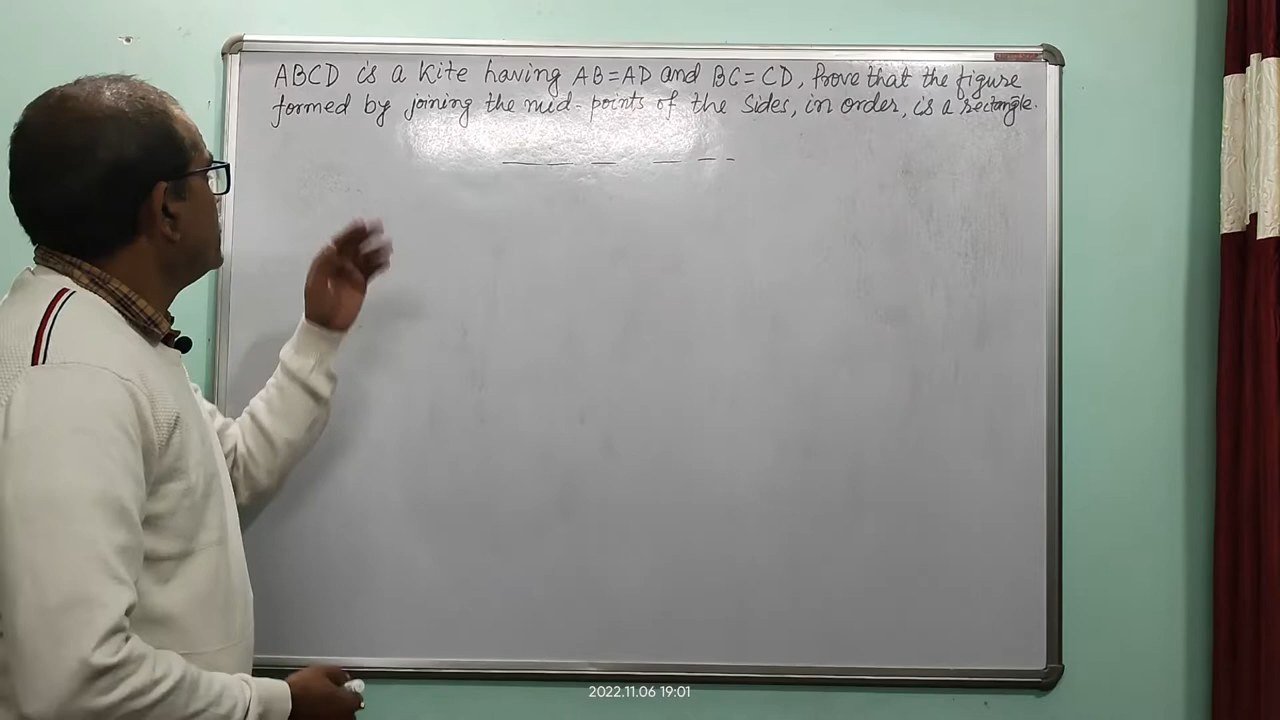 ABCD is a kite having AB=AD and BC=CD, Prove that the figure
formed by joining the mid-points of the sides, in order, is a rectangle.
2022.11.06 19:01